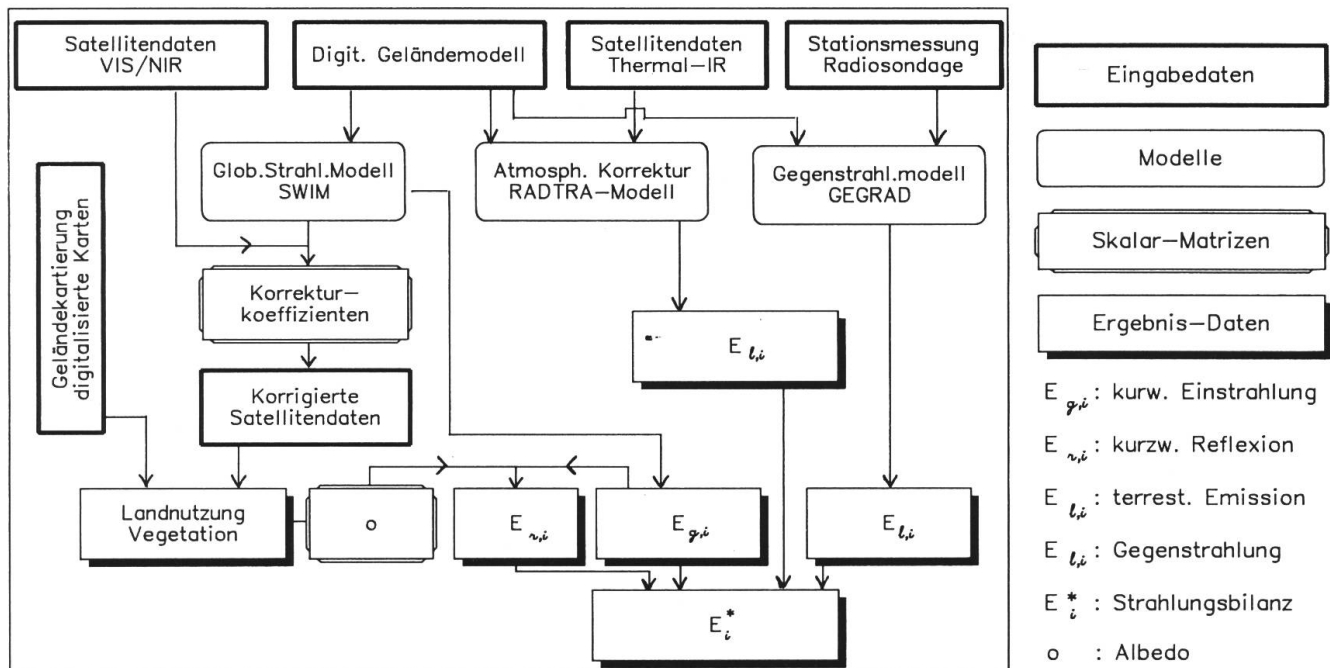 Satellitendaten
VIS/NIR
Digit. Geländemodell
Satellitendaten
Thermal-IR
Stationsmessung
Radiosondage
Glob.Strahl.Modell
SWIM
Atmosph. Korrektur
RADTRA-Modell
Gegenstrahl.modell
GEGRAD
Geländekartierung
digitalisierte Karten
Korrektur-
koeffizienten
E l,i
Korrigierte
Satellitendaten
Landnutzung
Vegetation
o
E r,i
E g,i
E l,i
E i *
Eingabedaten
Modelle
Skalar-Matrizen
Ergebnis-Daten
E g,i : kurw. Einstrahlung
E r,i : kurzw. Reflexion
E l,i : terrest. Emission
E l,i : Gegenstrahlung
E i * : Strahlungsbilanz
o : Albedo